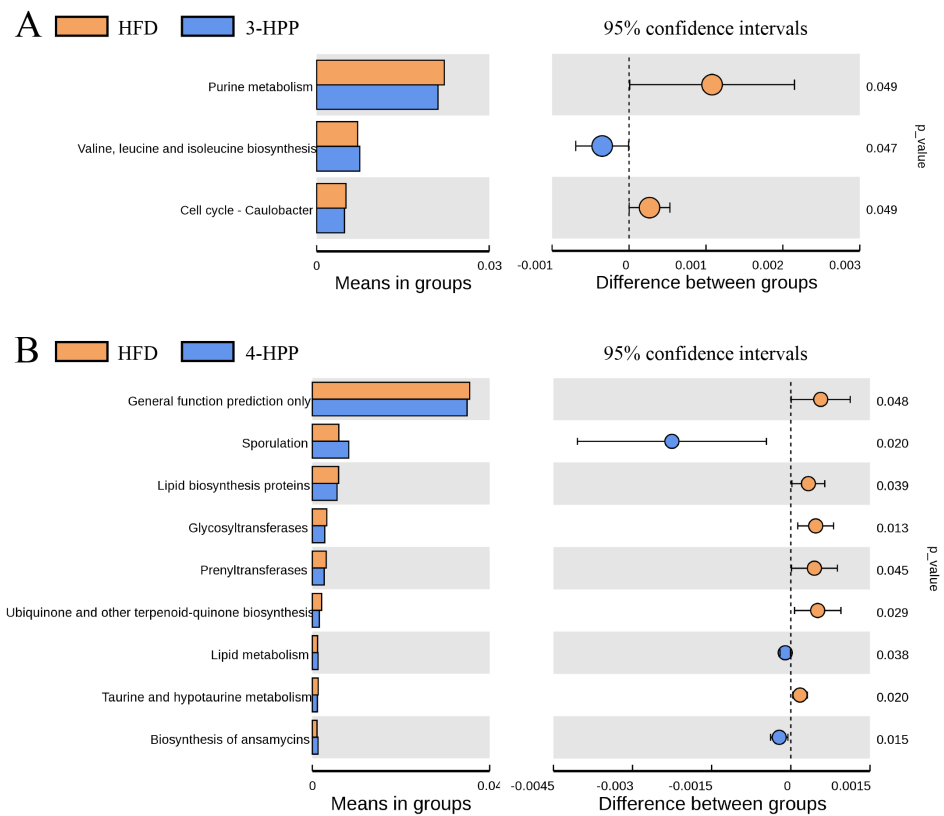 A
HFD
3-HPP
95% confidence intervals
Purine metabolism
0.049
Valine, leucine and isoleucine biosynthesis
0.047
Cell cycle - Caulobacter
0.049
p_value
0
0.03
-0.001
0
0.001
0.002
0.003
Means in groups
Difference between groups
B
HFD
4-HPP
95% confidence intervals
General function prediction only
0.048
Sporulation
0.020
Lipid biosynthesis proteins
0.039
Glycosyltransferases
0.013
Prenyltransferases
0.045
Ubiquinone and other terpenoid-quinone biosynthesis
0.029
Lipid metabolism
0.038
Taurine and hypotaurine metabolism
0.020
Biosynthesis of ansamycins
0.015
p_value
0
0.04
-0.0045
-0.003
-0.0015
0
0.0015
Means in groups
Difference between groups